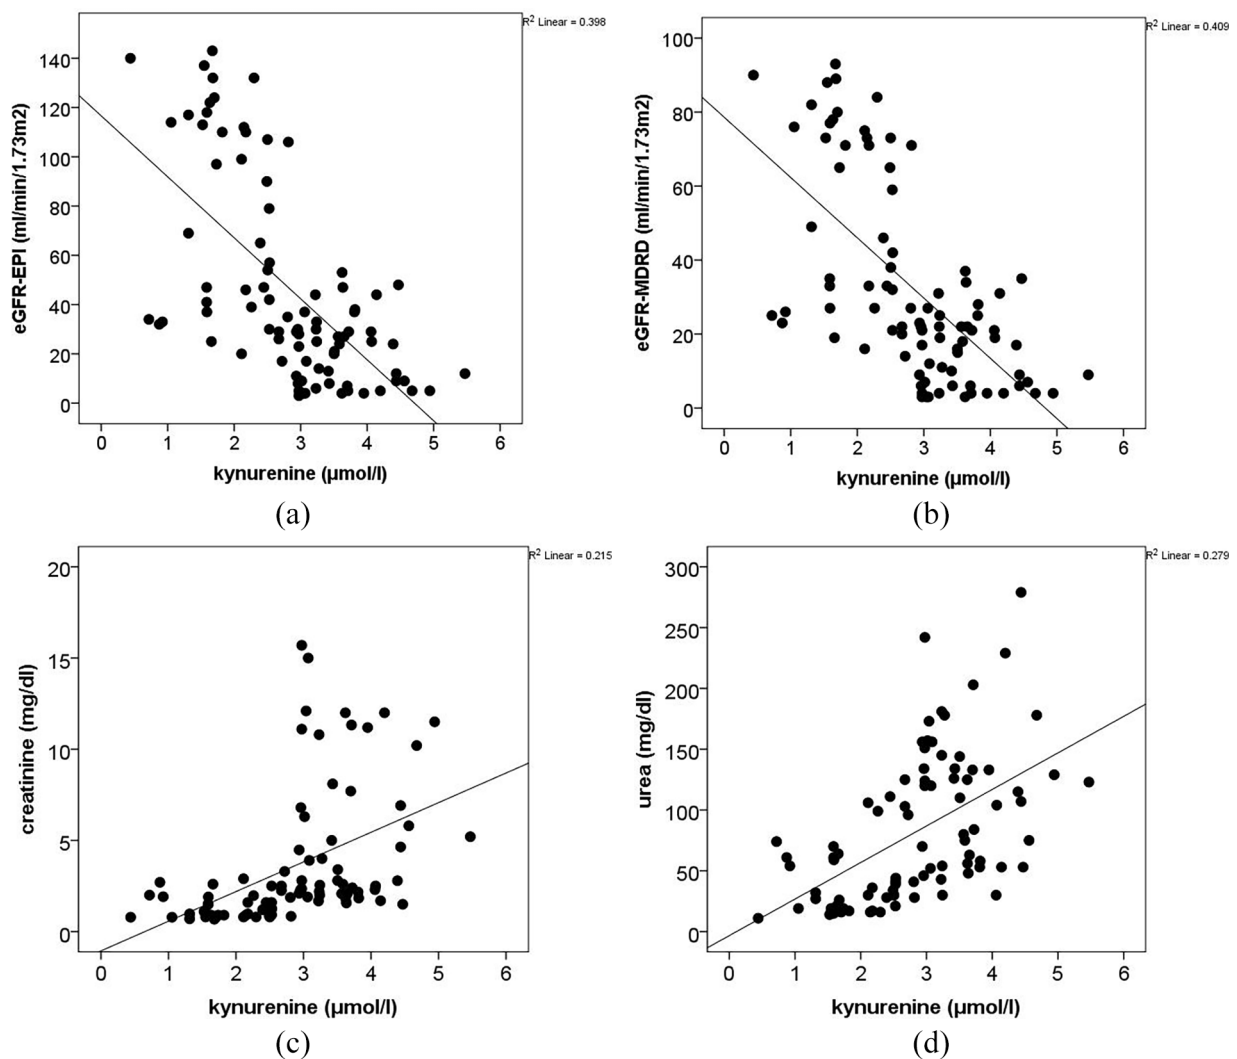 R² Linear = 0.398
eGFR-EPI (ml/min/1.73m2)
140
120
100
80
60
40
20
0
0 1 2 3 4 5 6
kynurenine (µmol/l)
(a)
R² Linear = 0.409
eGFR-MDRD (ml/min/1.73m2)
100
80
60
40
20
0
0 1 2 3 4 5 6
kynurenine (µmol/l)
(b)
R² Linear = 0.215
creatinine (mg/dl)
20
15
10
5
0
0 1 2 3 4 5 6
kynurenine (µmol/l)
(c)
R² Linear = 0.279
urea (mg/dl)
300
250
200
150
100
50
0
0 1 2 3 4 5 6
kynurenine (µmol/l)
(d)